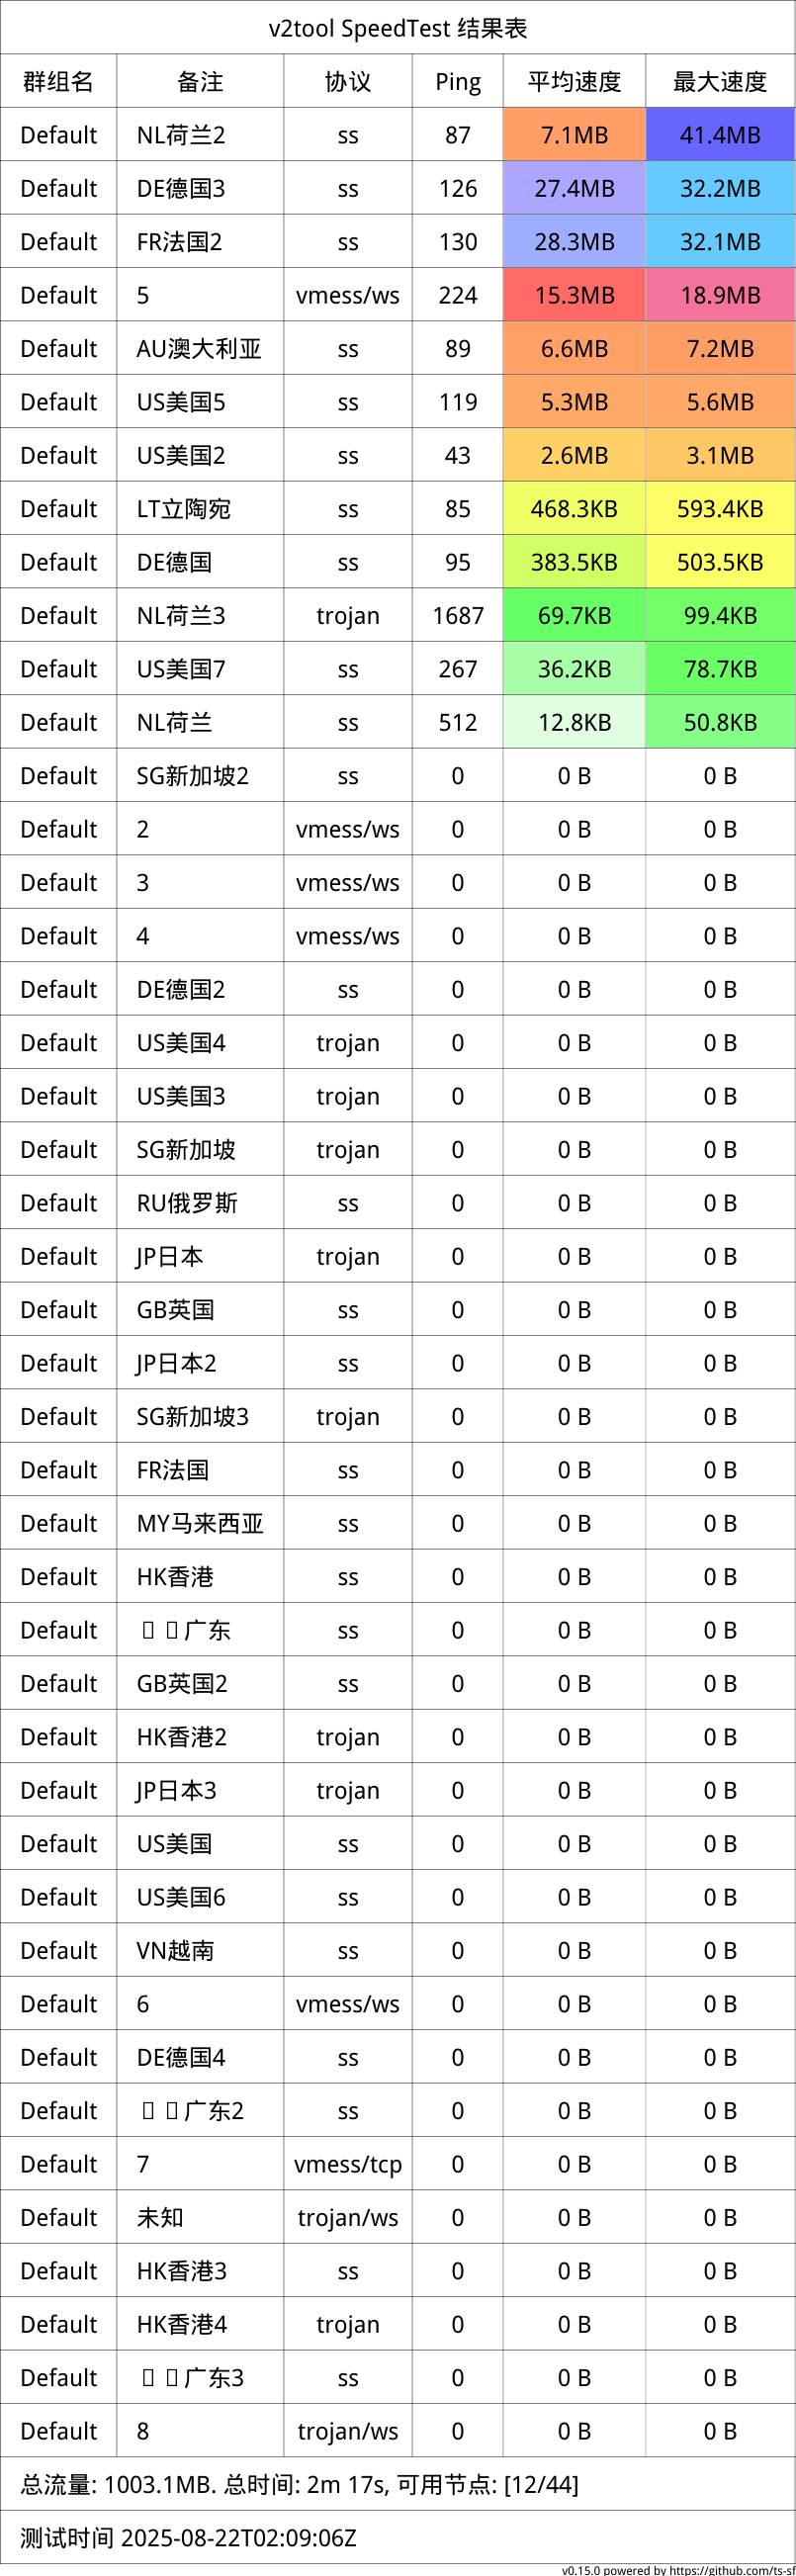 v2tool SpeedTest 结果表
群组名 备注 协议 Ping 平均速度 最大速度
Default NL荷兰2 ss 87 7.1MB 41.4MB
Default DE德国3 ss 126 27.4MB 32.2MB
Default FR法国2 ss 130 28.3MB 32.1MB
Default 5 vmess/ws 224 15.3MB 18.9MB
Default AU澳大利亚 ss 89 6.6MB 7.2MB
Default US美国5 ss 119 5.3MB 5.6MB
Default US美国2 ss 43 2.6MB 3.1MB
Default LT立陶宛 ss 85 468.3KB 593.4KB
Default DE德国 ss 95 383.5KB 503.5KB
Default NL荷兰3 trojan 1687 69.7KB 99.4KB
Default US美国7 ss 267 36.2KB 78.7KB
Default NL荷兰 ss 512 12.8KB 50.8KB
Default SG新加坡2 ss 0 0 B 0 B
Default 2 vmess/ws 0 0 B 0 B
Default 3 vmess/ws 0 0 B 0 B
Default 4 vmess/ws 0 0 B 0 B
Default DE德国2 ss 0 0 B 0 B
Default US美国4 trojan 0 0 B 0 B
Default US美国3 trojan 0 0 B 0 B
Default SG新加坡 trojan 0 0 B 0 B
Default RU俄罗斯 ss 0 0 B 0 B
Default JP日本 trojan 0 0 B 0 B
Default GB英国 ss 0 0 B 0 B
Default JP日本2 ss 0 0 B 0 B
Default SG新加坡3 trojan 0 0 B 0 B
Default FR法国 ss 0 0 B 0 B
Default MY马来西亚 ss 0 0 B 0 B
Default HK香港 ss 0 0 B 0 B
Default 广东 ss 0 0 B 0 B
Default GB英国2 ss 0 0 B 0 B
Default HK香港2 trojan 0 0 B 0 B
Default JP日本3 trojan 0 0 B 0 B
Default US美国 ss 0 0 B 0 B
Default US美国6 ss 0 0 B 0 B
Default VN越南 ss 0 0 B 0 B
Default 6 vmess/ws 0 0 B 0 B
Default DE德国4 ss 0 0 B 0 B
Default 广东2 ss 0 0 B 0 B
Default 7 vmess/tcp 0 0 B 0 B
Default 未知 trojan/ws 0 0 B 0 B
Default HK香港3 ss 0 0 B 0 B
Default HK香港4 trojan 0 0 B 0 B
Default 广东3 ss 0 0 B 0 B
Default 8 trojan/ws 0 0 B 0 B
总流量: 1003.1MB. 总时间: 2m 17s, 可用节点: [12/44]
测试时间 2025-08-22T02:09:06Z
v0.15.0 powered by https://github.com/ts-sf